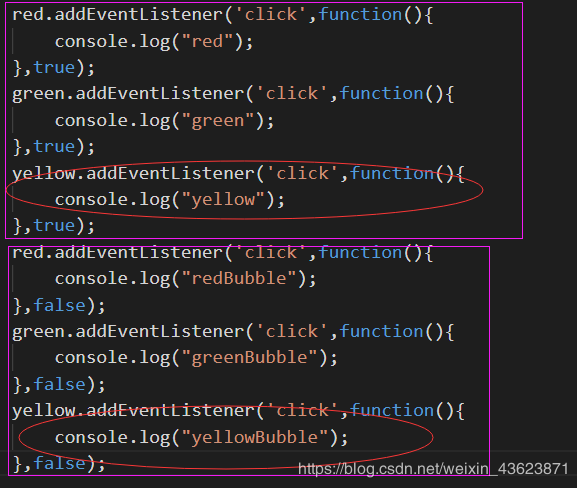 red.addEventListener('click',function(){
    console.log("red");
},true);
green.addEventListener('click',function(){
    console.log("green");
},true);
yellow.addEventListener('click',function(){
    console.log("yellow");
},true);
red.addEventListener('click',function(){
    console.log("redBubble");
},false);
green.addEventListener('click',function(){
    console.log("greenBubble");
},false);
yellow.addEventListener('click',function(){
    console.log("yellowBubble");
},false);
https://blog.csdn.net/weixin_43623871